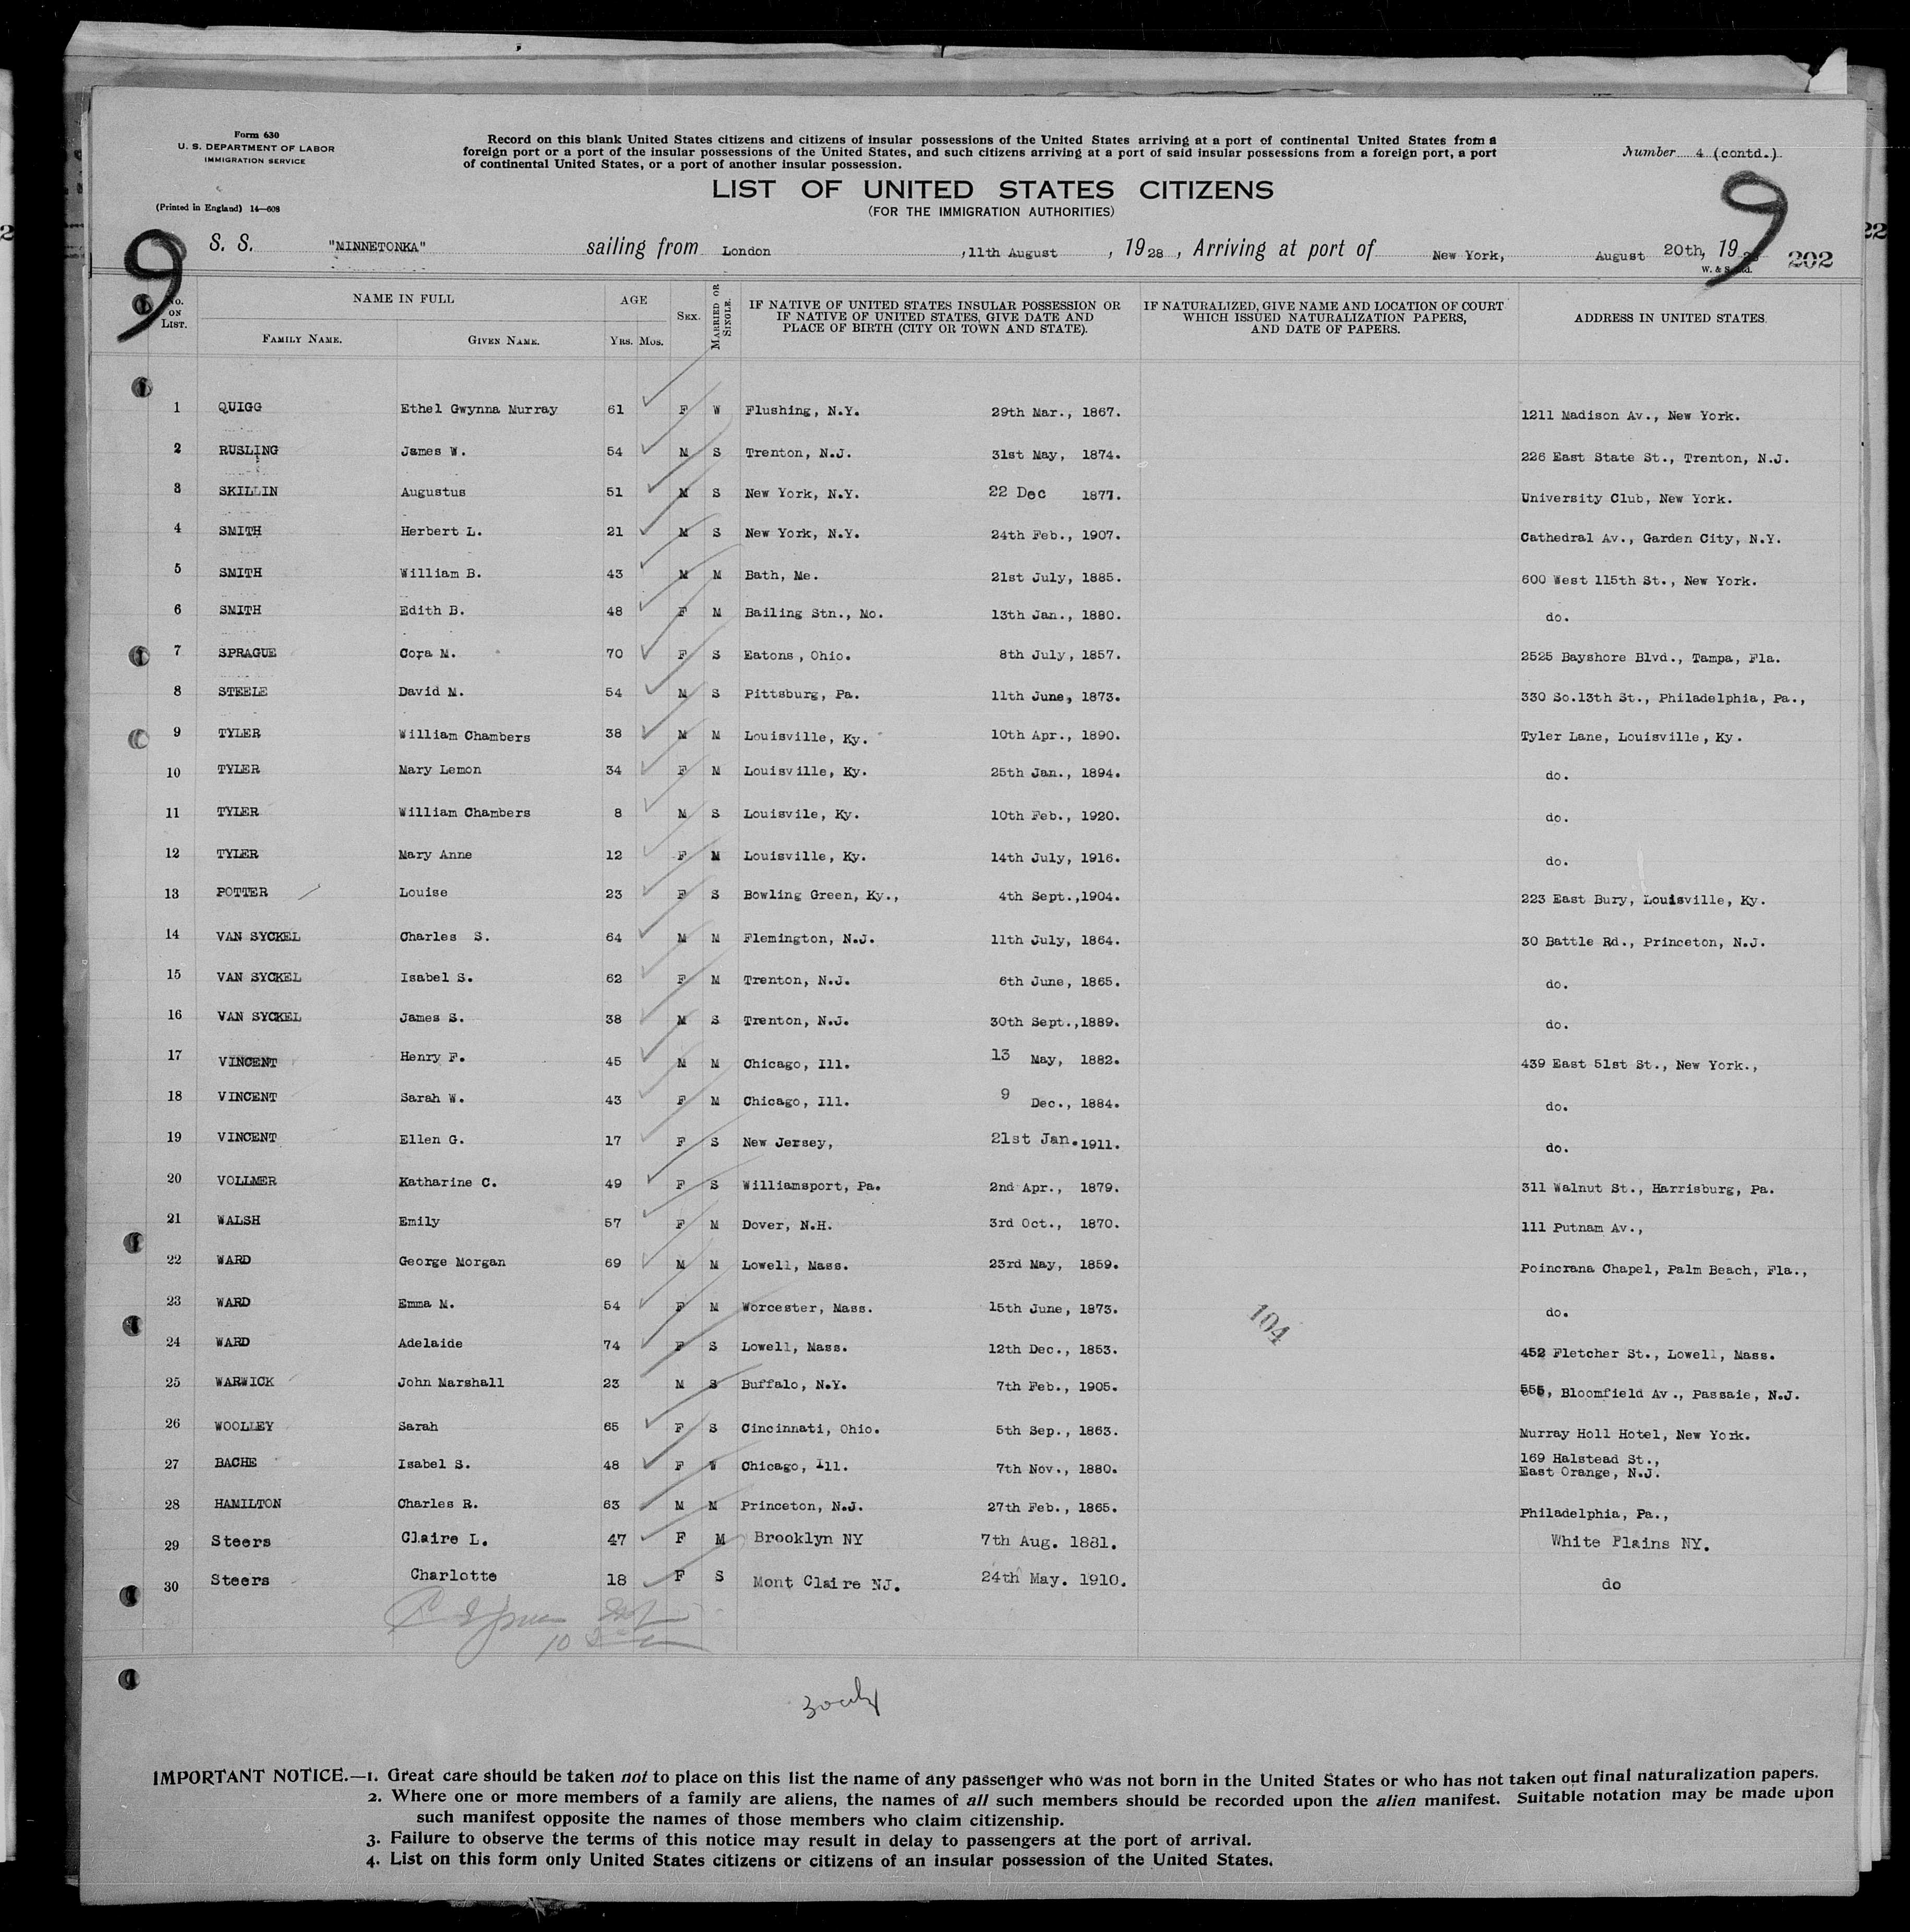 Form 630
U. S. DEPARTMENT OF LABOR
IMMIGRATION SERVICE
(Printed in England) 14—608
Record on this blank United States citizens and citizens of insular possessions of the United States arriving at a port of continental United States from a
foreign port or a port of the insular possessions of the United States, and such citizens arriving at a port of said insular possessions from a foreign port, a port
of continental United States, or a port of another insular possession.
Number 4 (contd.)
LIST OF UNITED STATES CITIZENS
(FOR THE IMMIGRATION AUTHORITIES)
9
9
S. S. "MINNETONKA" sailing from London ,11th August , 1928 , Arriving at port of New York, August 20th, 19
W. & S. Ltd.
202
22
2
No. ON LIST. NAME IN FULL AGE SEX. MARRIED OR SINGLE. IF NATIVE OF UNITED STATES INSULAR POSSESSION OR IF NATIVE OF UNITED STATES, GIVE DATE AND PLACE OF BIRTH (CITY OR TOWN AND STATE). IF NATURALIZED, GIVE NAME AND LOCATION OF COURT WHICH ISSUED NATURALIZATION PAPERS, AND DATE OF PAPERS. ADDRESS IN UNITED STATES.
FAMILY NAME. GIVEN NAME. YRS. MOS.
1 QUIGG Ethel Gwynna Murray 61 F W Flushing, N.Y. 29th Mar., 1867. 1211 Madison Av., New York.
2 RUSLING James W. 54 M S Trenton, N.J. 31st May, 1874. 226 East State St., Trenton, N.J.
3 SKILLIN Augustus 51 M S New York, N.Y. 22 Dec 1877. University Club, New York.
4 SMITH Herbert L. 21 M S New York, N.Y. 24th Feb., 1907. Cathedral Av., Garden City, N.Y.
5 SMITH William B. 43 M M Bath, Me. 21st July, 1885. 600 West 115th St., New York.
6 SMITH Edith B. 48 F M Bailing Stn., Mo. 13th Jan., 1880. do.
7 SPRAGUE Cora M. 70 F S Eatons, Ohio. 8th July, 1857. 2525 Bayshore Blvd., Tampa, Fla.
8 STEELE David M. 54 M S Pittsburg, Pa. 11th June, 1873. 330 So.13th St., Philadelphia, Pa.,
9 TYLER William Chambers 38 M M Louisville, Ky. 10th Apr., 1890. Tyler Lane, Louisville, Ky.
10 TYLER Mary Lemon 34 F M Louisville, Ky. 25th Jan., 1894. do.
11 TYLER William Chambers 8 M S Louisvile, Ky. 10th Feb., 1920. do.
12 TYLER Mary Anne 12 F M Louisville, Ky. 14th July, 1916. do.
13 POTTER Louise 23 F S Bowling Green, Ky., 4th Sept.,1904. 223 East Bury, Louisville, Ky.
14 VAN SYCKEL Charles S. 64 M M Flemington, N.J. 11th July, 1864. 30 Battle Rd., Princeton, N.J.
15 VAN SYCKEL Isabel S. 62 F M Trenton, N.J. 6th June, 1865. do.
16 VAN SYCKEL James S. 38 M S Trenton, N.J. 30th Sept.,1889. do.
17 VINCENT Henry F. 45 M M Chicago, Ill. 13 May, 1882. 439 East 51st St., New York.,
18 VINCENT Sarah W. 43 F M Chicago, Ill. 9 Dec., 1884. do.
19 VINCENT Ellen G. 17 F S New Jersey, 21st Jan. 1911. do.
20 VOLLMER Katharine C. 49 F S Williamsport, Pa. 2nd Apr., 1879. 311 Walnut St., Harrisburg, Pa.
21 WALSH Emily 57 F M Dover, N.H. 3rd Oct., 1870. 111 Putnam Av.,
22 WARD George Morgan 69 M M Lowell, Mass. 23rd May, 1859. Poincrana Chapel, Palm Beach, Fla.,
23 WARD Emma M. 54 F M Worcester, Mass. 15th June, 1873. do.
104
24 WARD Adelaide 74 F S Lowell, Mass. 12th Dec., 1853. 452 Fletcher St., Lowell, Mass.
25 WARWICK John Marshall 23 M S Buffalo, N.Y. 7th Feb., 1905. 555, Bloomfield Av., Passaie, N.J.
26 WOOLLEY Sarah 65 F S Cincinnati, Ohio. 5th Sep., 1863. Murray Holl Hotel, New York.
27 BACHE Isabel S. 48 F W Chicago, Ill. 7th Nov., 1880. 169 Halstead St., East Orange, N.J.
28 HAMILTON Charles R. 63 M M Princeton, N.J. 27th Feb., 1865. Philadelphia, Pa.,
29 Steers Claire L. 47 F M Brooklyn NY 7th Aug. 1881. White Plains NY.
30 Steers Charlotte 18 F S Mont Claire NJ. 24th May. 1910. do
10
IMPORTANT NOTICE.—1. Great care should be taken not to place on this list the name of any passenger who was not born in the United States or who has not taken out final naturalization papers.
2. Where one or more members of a family are aliens, the names of all such members should be recorded upon the alien manifest. Suitable notation may be made upon
such manifest opposite the names of those members who claim citizenship.
3. Failure to observe the terms of this notice may result in delay to passengers at the port of arrival.
4. List on this form only United States citizens or citizens of an insular possession of the United States.